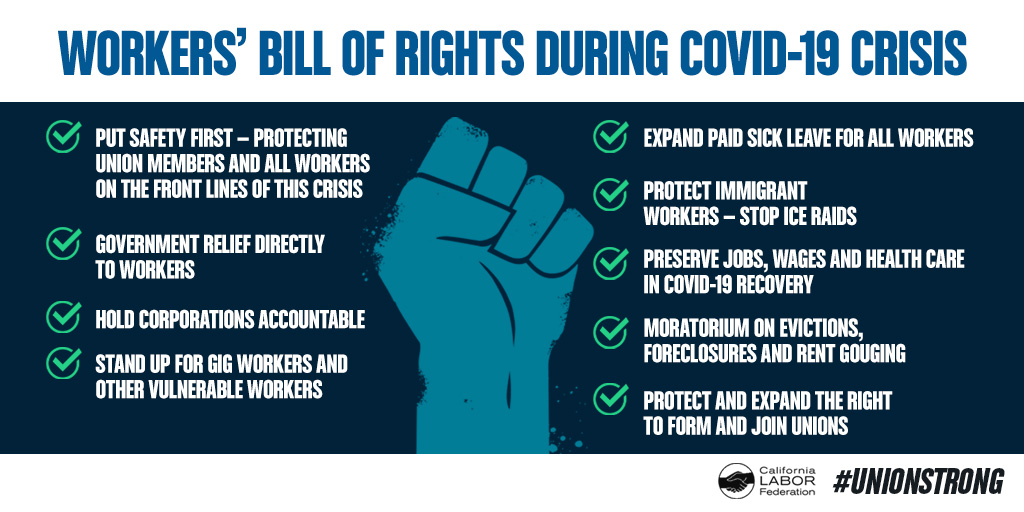 WORKERS’ BILL OF RIGHTS DURING COVID-19 CRISIS
PUT SAFETY FIRST – PROTECTING
UNION MEMBERS AND ALL WORKERS
ON THE FRONT LINES OF THIS CRISIS
GOVERNMENT RELIEF DIRECTLY
TO WORKERS
HOLD CORPORATIONS ACCOUNTABLE
STAND UP FOR GIG WORKERS AND
OTHER VULNERABLE WORKERS
EXPAND PAID SICK LEAVE FOR ALL WORKERS
PROTECT IMMIGRANT
WORKERS – STOP ICE RAIDS
PRESERVE JOBS, WAGES AND HEALTH CARE
IN COVID-19 RECOVERY
MORATORIUM ON EVICTIONS,
FORECLOSURES AND RENT GOUGING
PROTECT AND EXPAND THE RIGHT
TO FORM AND JOIN UNIONS
California
LABOR
Federation
#UNIONSTRONG